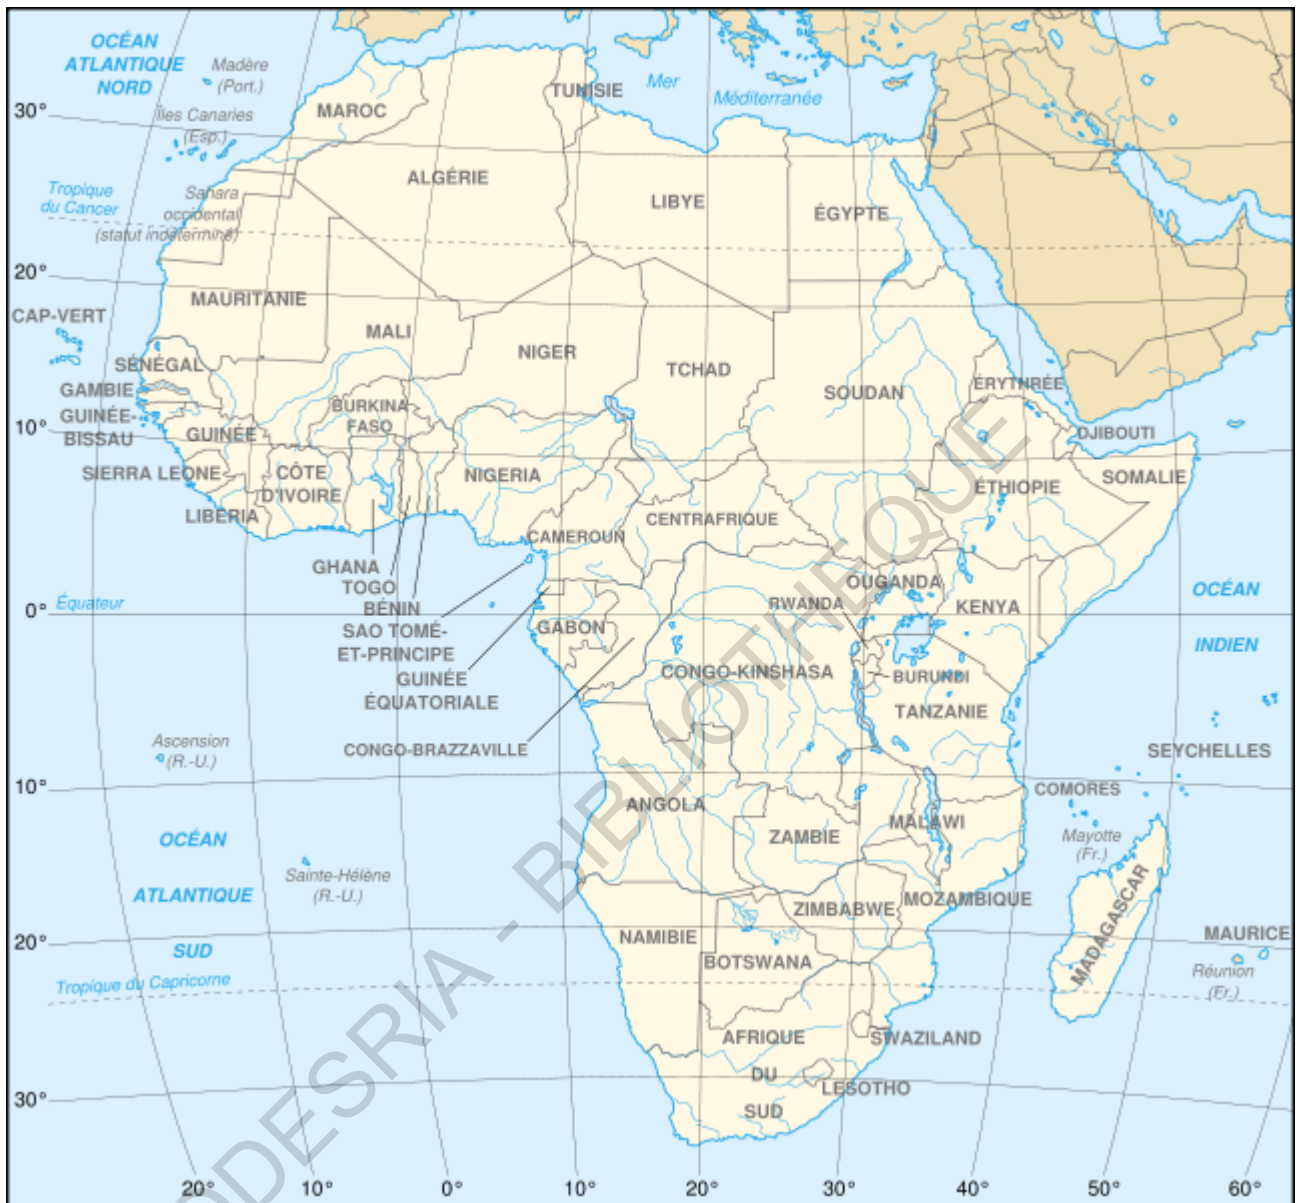 OCÉAN
ATLANTIQUE
NORD
Madère
(Port.)
Mer
Méditerranée
TUNISIE
MAROC
30°
Îles Canaries
(Esp.)
ALGÉRIE
LIBYE
ÉGYPTE
Tropique
du Cancer
Sahara
occidental
(statut indéterminé)
20°
MAURITANIE
CAP-VERT
MALI
NIGER
TCHAD
SOUDAN
ÉRYTHRÉE
SÉNÉGAL
GAMBIE
GUINÉE-
BISSAU
BURKINA
FASO
10°
GUINÉE
DJIBOUTI
SIERRA LEONE
CÔTE
D'IVOIRE
NIGERIA
ÉTHIOPIE
SOMALIE
LIBERIA
CENTRAFRIQUE
CAMEROUN
GHANA
TOGO
BÉNIN
OUGANDA
RWANDA
KENYA
OCÉAN
INDIEN
Équateur
0°
SAO TOMÉ-
ET-PRINCIPE
GABON
GUINÉE
ÉQUATORIALE
CONGO-KINSHASA
BURUNDI
TANZANIE
CONGO-BRAZZAVILLE
Ascension
(R.-U.)
SEYCHELLES
10°
ANGOLA
COMORES
MALAWI
ZAMBIE
Mayotte
(Fr.)
OCÉAN
ATLANTIQUE
SUD
Sainte-Hélène
(R.-U.)
MOZAMBIQUE
ZIMBABWE
MADAGASCAR
MAURICE
20°
NAMIBIE
BOTSWANA
Réunion
(Fr.)
Tropique du Capricorne
AFRIQUE
DU
SUD
SWAZILAND
LESOTHO
30°
20°
10°
0°
10°
20°
30°
40°
50°
60°
ODESRIA - BIBLIOTHEQUE